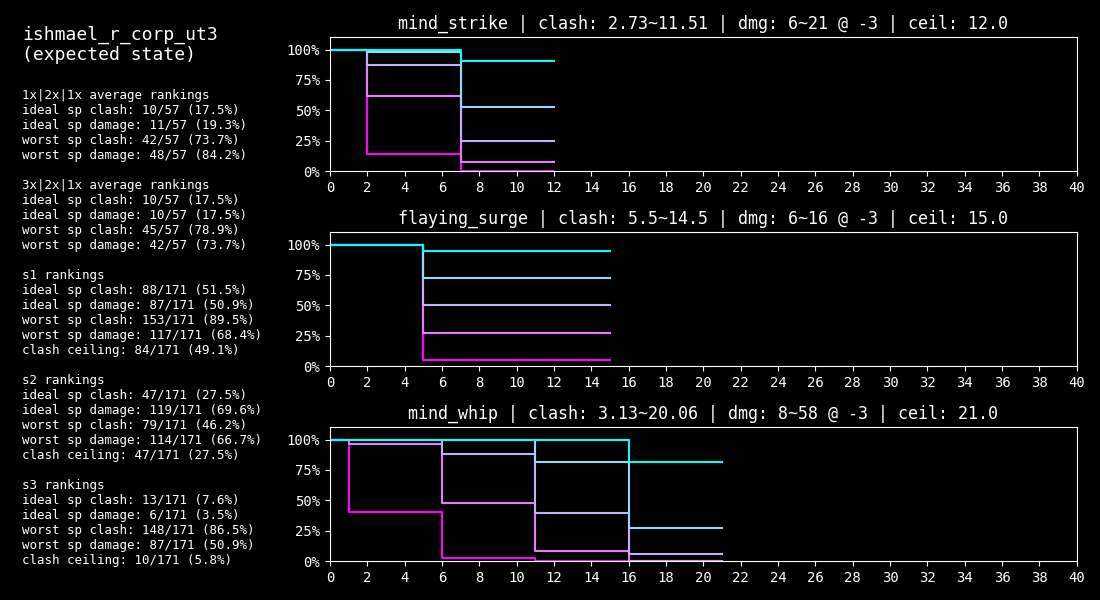 ishmael_r_corp_ut3
(expected state)
1x|2x|1x average rankings
ideal sp clash: 10/57 (17.5%)
ideal sp damage: 11/57 (19.3%)
worst sp clash: 42/57 (73.7%)
worst sp damage: 48/57 (84.2%)
3x|2x|1x average rankings
ideal sp clash: 10/57 (17.5%)
ideal sp damage: 10/57 (17.5%)
worst sp clash: 45/57 (78.9%)
worst sp damage: 42/57 (73.7%)
s1 rankings
ideal sp clash: 88/171 (51.5%)
ideal sp damage: 87/171 (50.9%)
worst sp clash: 153/171 (89.5%)
worst sp damage: 117/171 (68.4%)
clash ceiling: 84/171 (49.1%)
s2 rankings
ideal sp clash: 47/171 (27.5%)
ideal sp damage: 119/171 (69.6%)
worst sp clash: 79/171 (46.2%)
worst sp damage: 114/171 (66.7%)
clash ceiling: 47/171 (27.5%)
s3 rankings
ideal sp clash: 13/171 (7.6%)
ideal sp damage: 6/171 (3.5%)
worst sp clash: 148/171 (86.5%)
worst sp damage: 87/171 (50.9%)
clash ceiling: 10/171 (5.8%)
mind_strike | clash: 2.73~11.51 | dmg: 6~21 @ -3 | ceil: 12.0
100%
75%
50%
25%
0%
0 2 4 6 8 10 12 14 16 18 20 22 24 26 28 30 32 34 36 38 40
flaying_surge | clash: 5.5~14.5 | dmg: 6~16 @ -3 | ceil: 15.0
100%
75%
50%
25%
0%
0 2 4 6 8 10 12 14 16 18 20 22 24 26 28 30 32 34 36 38 40
mind_whip | clash: 3.13~20.06 | dmg: 8~58 @ -3 | ceil: 21.0
100%
75%
50%
25%
0%
0 2 4 6 8 10 12 14 16 18 20 22 24 26 28 30 32 34 36 38 40